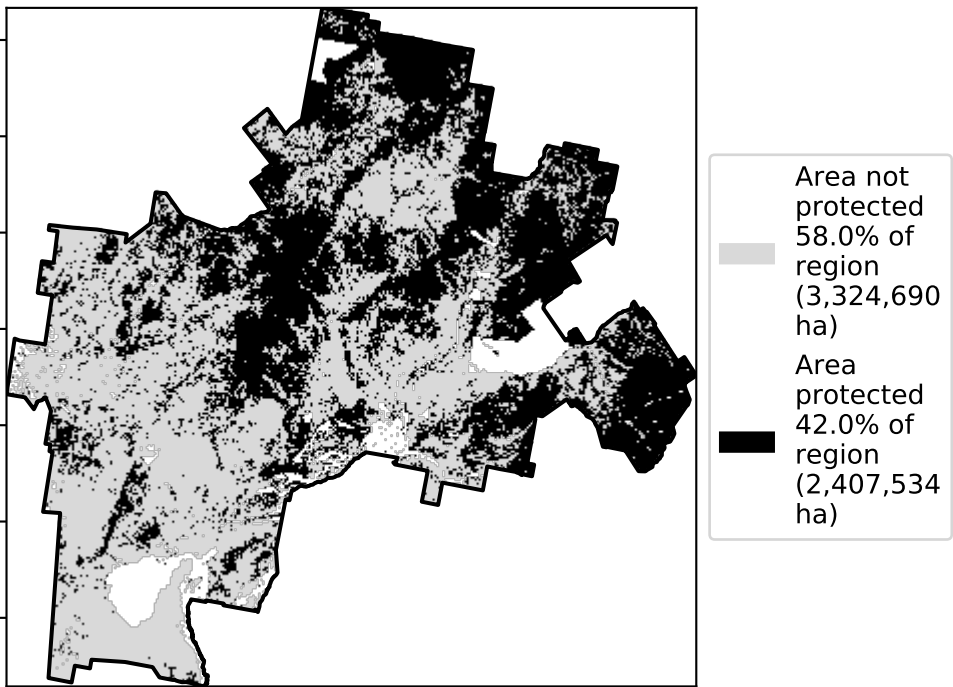 Area not
protected
58.0% of
region
(3,324,690
ha)
Area
protected
42.0% of
region
(2,407,534
ha)